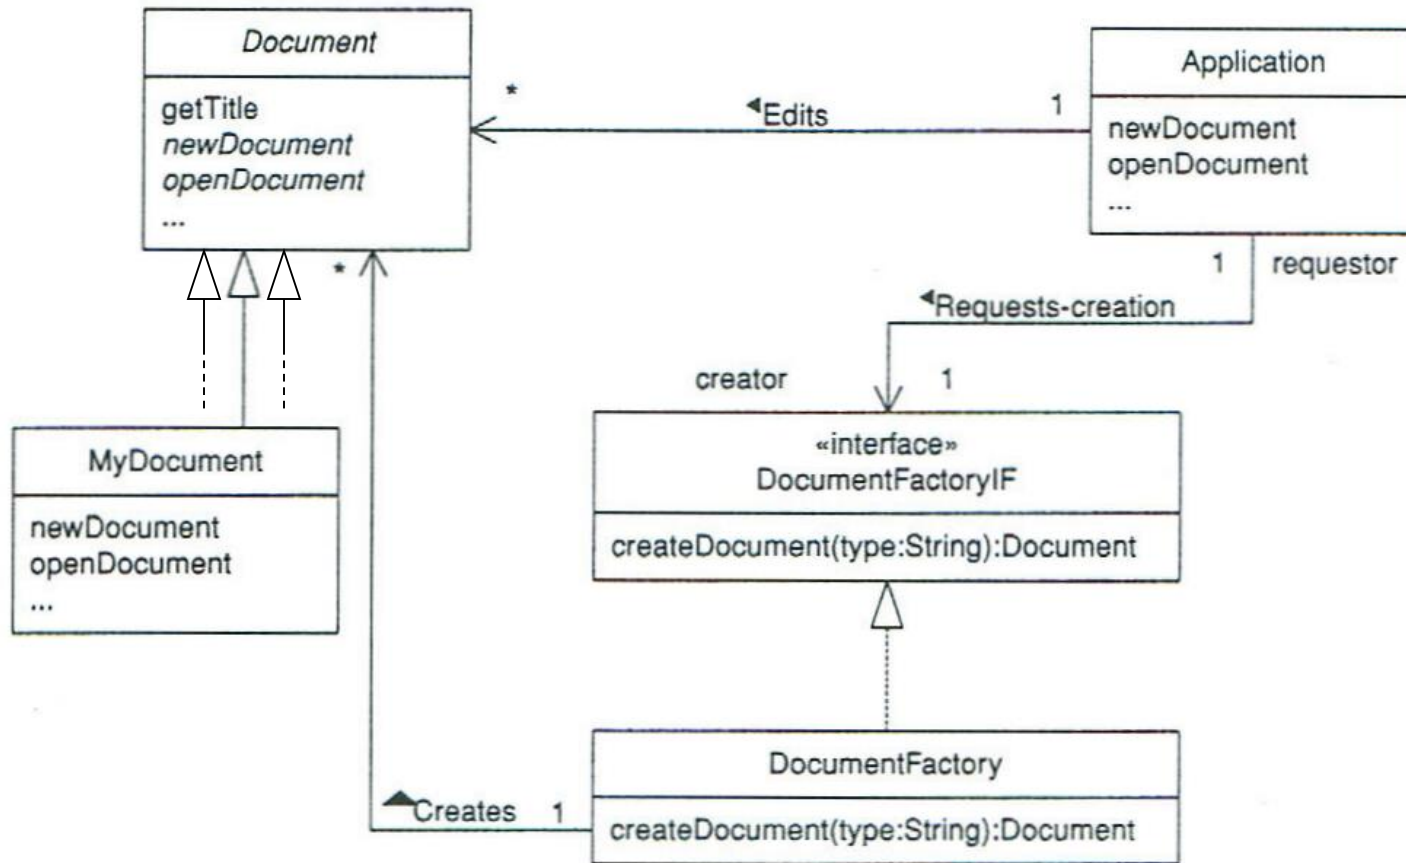 Document
getTitle
newDocument
openDocument
...
*
◄Edits
1
Application
newDocument
openDocument
...
*
1
requestor
◄Requests-creation
creator
1
«interface»
DocumentFactoryIF
createDocument(type:String):Document
MyDocument
newDocument
openDocument
...
DocumentFactory
createDocument(type:String):Document
▲Creates
1